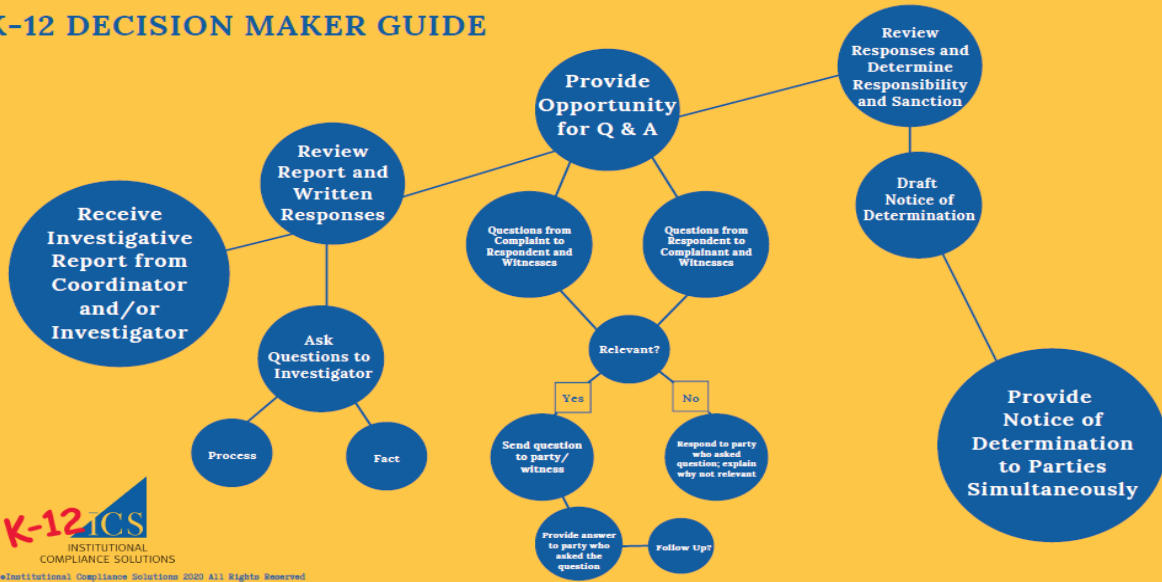 K-12 DECISION MAKER GUIDE
Receive
Investigative
Report from
Coordinator
and/or
Investigator
Review
Report and
Written
Responses
Ask
Questions to
Investigator
Process
Fact
Provide
Opportunity
for Q & A
Questions from
Complaint to
Respondent and
Witnesses
Questions from
Respondent to
Complainant and
Witnesses
Relevant?
Yes
No
Send question
to party/
witness
Respond to party
who asked
question; explain
why not relevant
Provide answer
to party who
asked the
question
Follow Up?
Review
Responses and
Determine
Responsibility
and Sanction
Draft
Notice of
Determination
Provide
Notice of
Determination
to Parties
Simultaneously
K-12 ICS
INSTITUTIONAL
COMPLIANCE SOLUTIONS
©Institutional Compliance Solutions 2020 All Rights Reserved